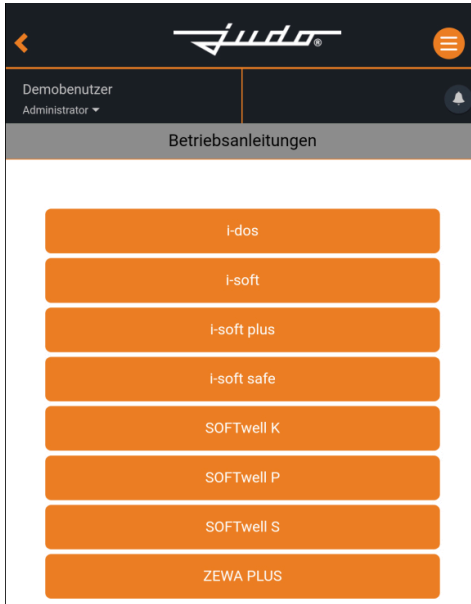 judo®
Demobenutzer
Administrator
Betriebsanleitungen
i-dos
i-soft
i-soft plus
i-soft safe
SOFTwell K
SOFTwell P
SOFTwell S
ZEWA PLUS